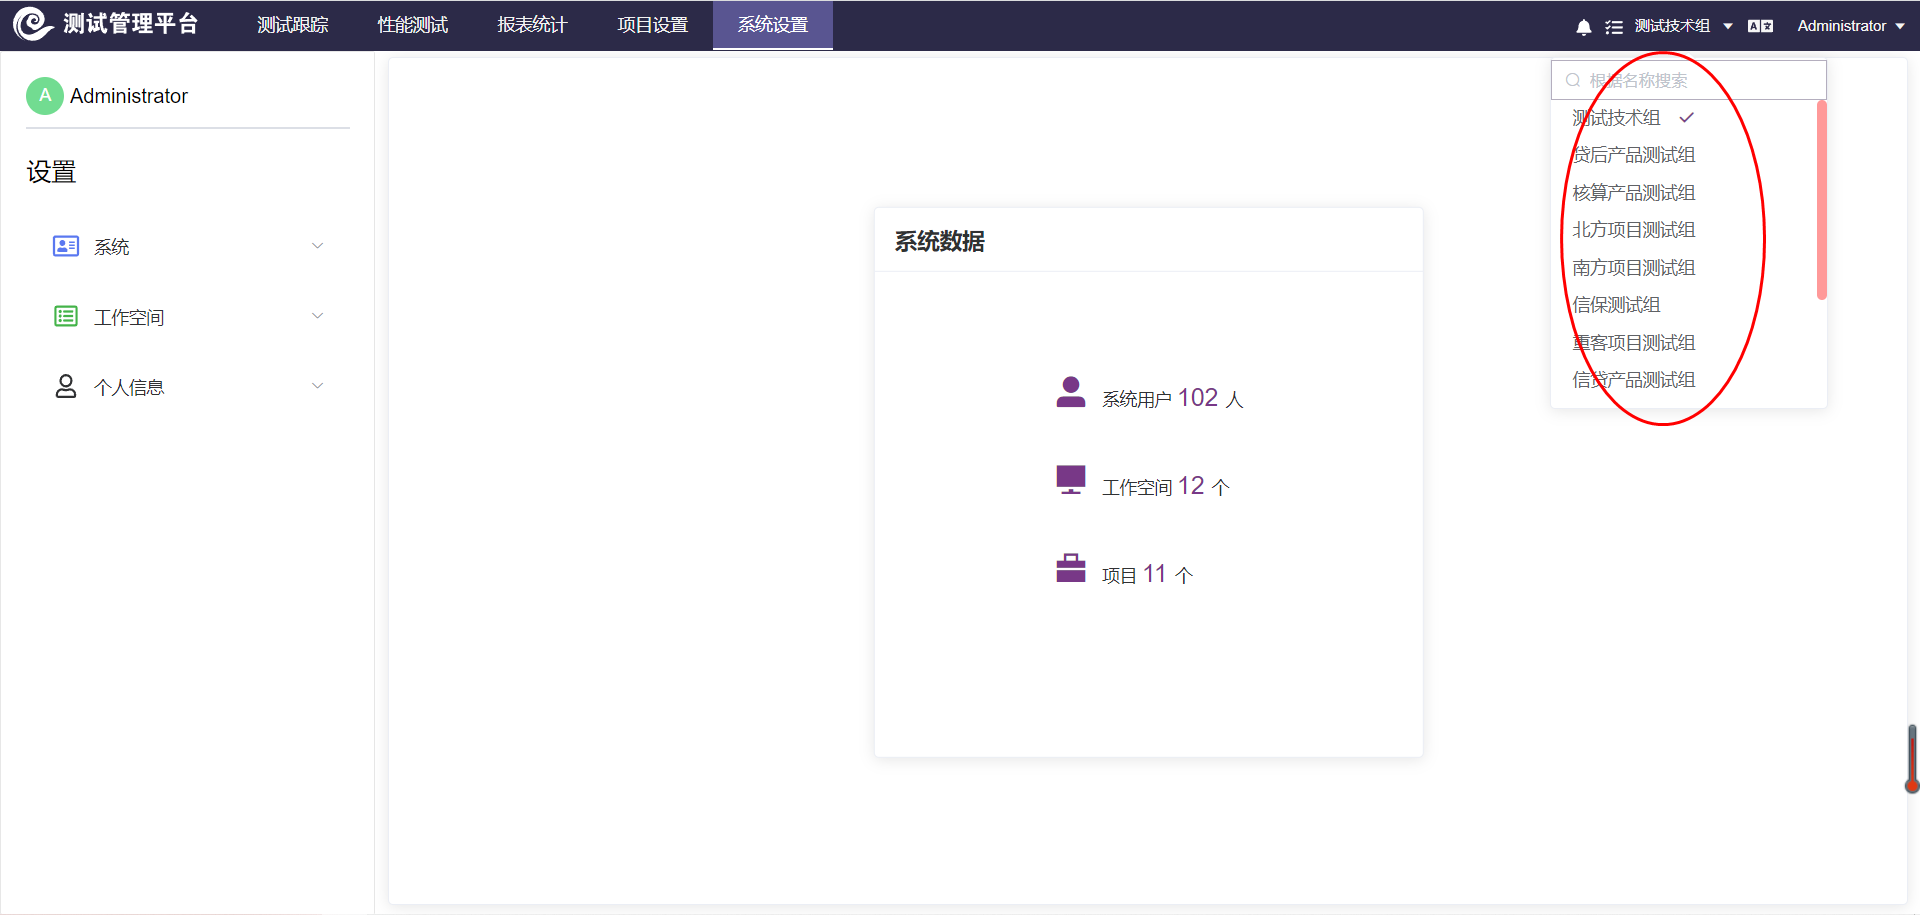 测试管理平台 测试跟踪 性能测试 报表统计 项目设置 系统设置 测试技术组 Administrator
A Administrator
设置
系统
工作空间
个人信息
系统数据
系统用户 102 人
工作空间 12 个
项目 11 个
根据名称搜索
测试技术组
贷后产品测试组
核算产品测试组
北方项目测试组
南方项目测试组
信保测试组
重客项目测试组
信贷产品测试组